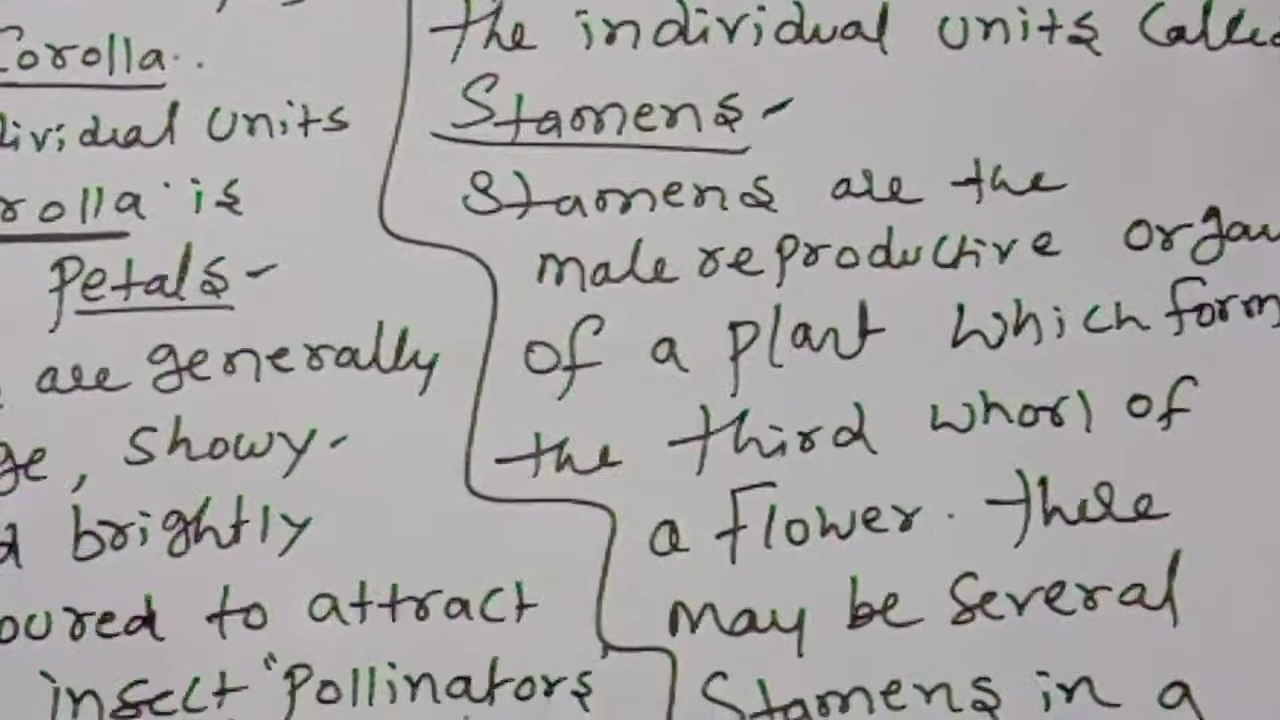 Corolla..
dividual units
rolla is
Petals-
are generally
ge, showy-
d brightly
oured to attract
insect "Pollinators
the individual units Called
Stamens-
Stamens are the
male reproductive organ
of a plant which form
the third whorl of
a flower. There
may be several
Stamens in a